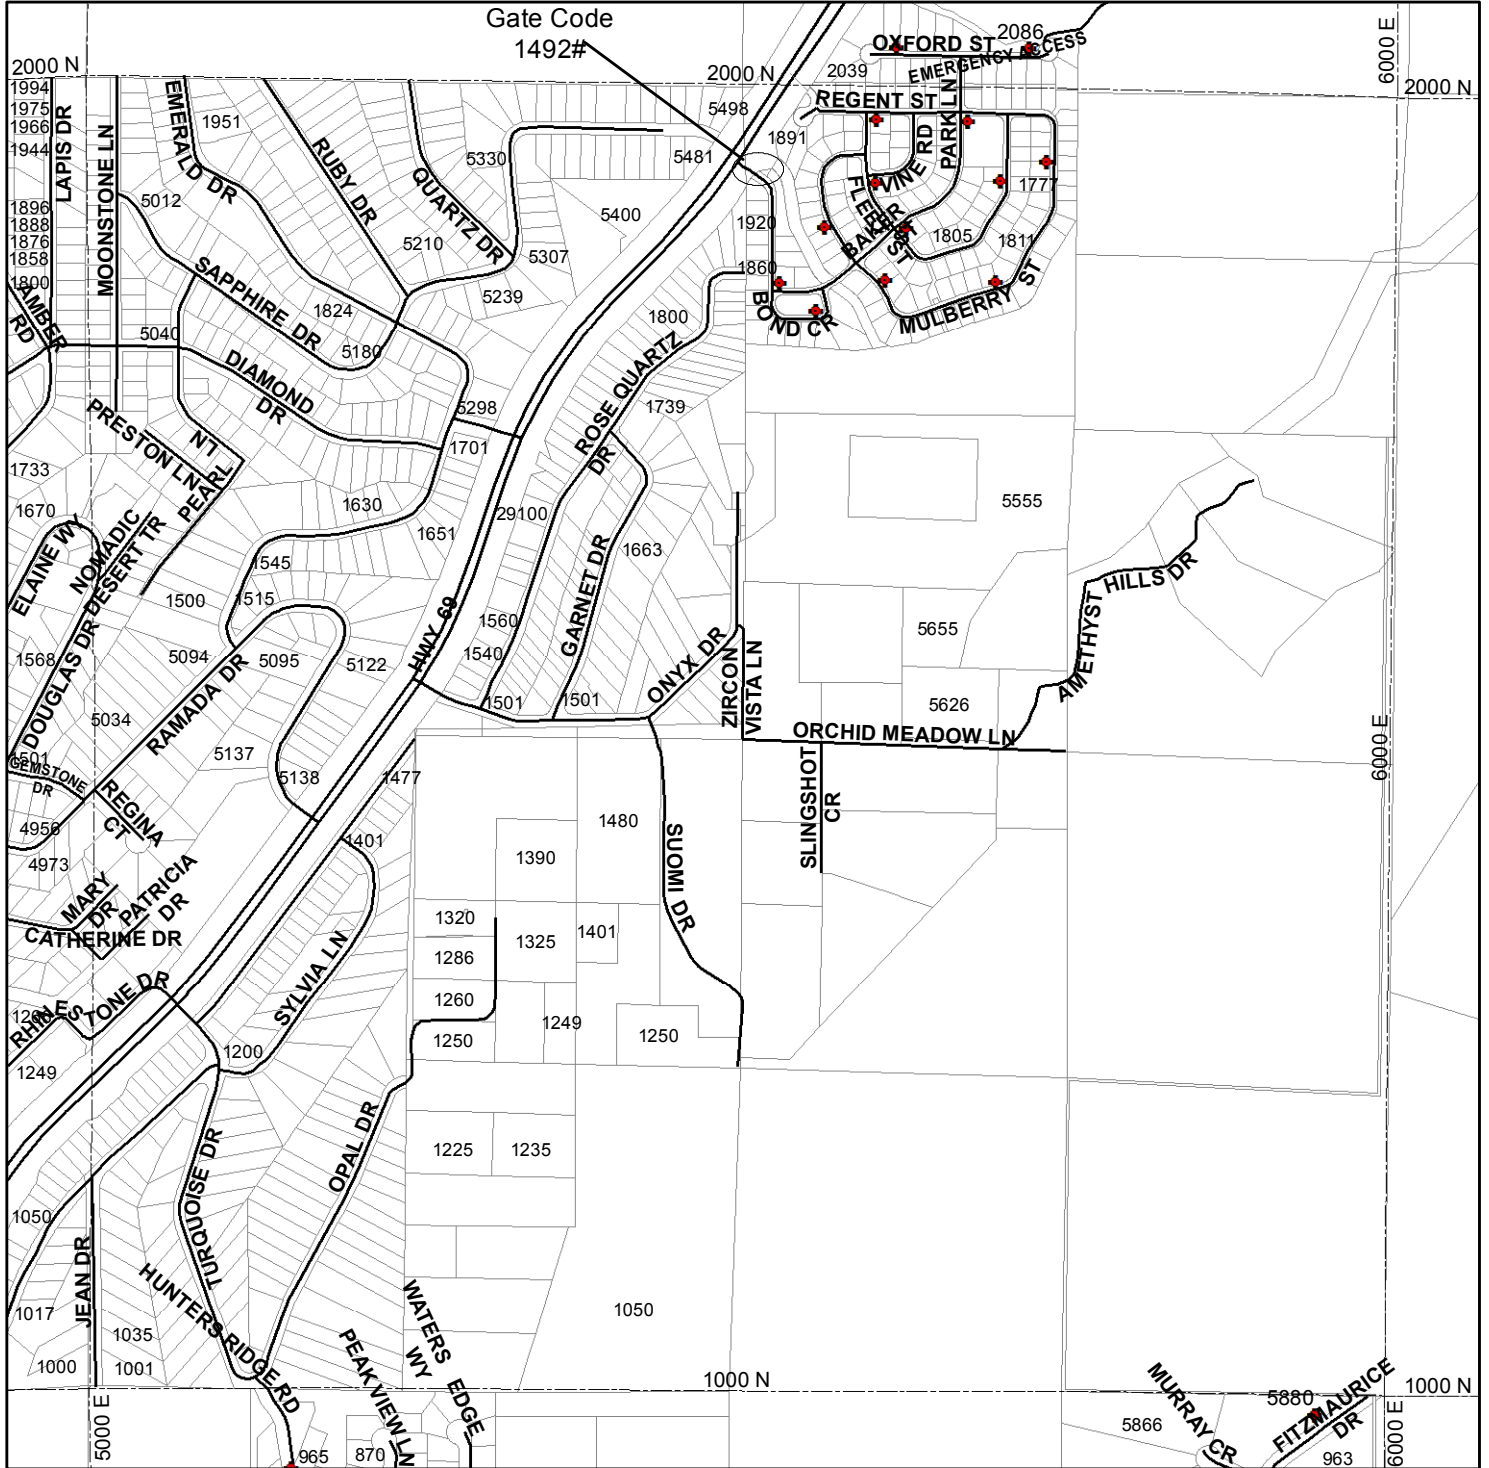 Gate Code
1492#
2000 N
2000 N
2000 N
6000 E
OXFORD ST
2086
EMERGENCY ACCESS
2039
REGENT ST
PARK LN
VINE RD
FLEET ST
BAKER ST
1891
1777
1805
1811
MULBERRY ST
BOND CR
1920
1860
5498
5481
5400
5330
5307
5239
5210
1994
1975
1966
1944
1896
1888
1876
1858
1800
LAPIS DR
MOONSTONE LN
EMERALD DR
1951
RUBY DR
QUARTZ DR
5012
SAPPHIRE DR
1824
5180
5040
AMBER RD
DIAMOND DR
5298
1701
1800
ROSE QUARTZ DR
1739
PRESTON LN
PEARL
1733
1670
1630
1651
29100
1663
GARNET DR
ELAINE WY
NOMADIC DESERT TR
1545
1515
1500
1568
DOUGLAS DR
5094
5095
5122
HWY 69
1560
1540
1501
1501
ONYX DR
ZIRCON VISTA LN
5555
5655
5626
AMETHYST HILLS DR
ORCHID MEADOW LN
SLINGSHOT CR
6000 E
5034
RAMADA DR
5137
5138
1501
GEMSTONE DR
REGINA CT
4956
4973
MARY DR
PATRICIA DR
CATHERINE DR
1477
1401
1480
1390
SUOMI DR
1320
1325
1401
1286
1260
1250
1249
1250
SYLVIA LN
RHINESTONE DR
1249
1200
OPAL DR
1225
1235
TURQUOISE DR
1050
JEAN DR
HUNTERS RIDGE RD
1017
1035
1000
1001
WATERS EDGE WY
PEAKVIEW LN
1050
1000 N
1000 N
5000 E
6000 E
965
870
MURRAY CR
5866
5880
FITZMAURICE DR
963